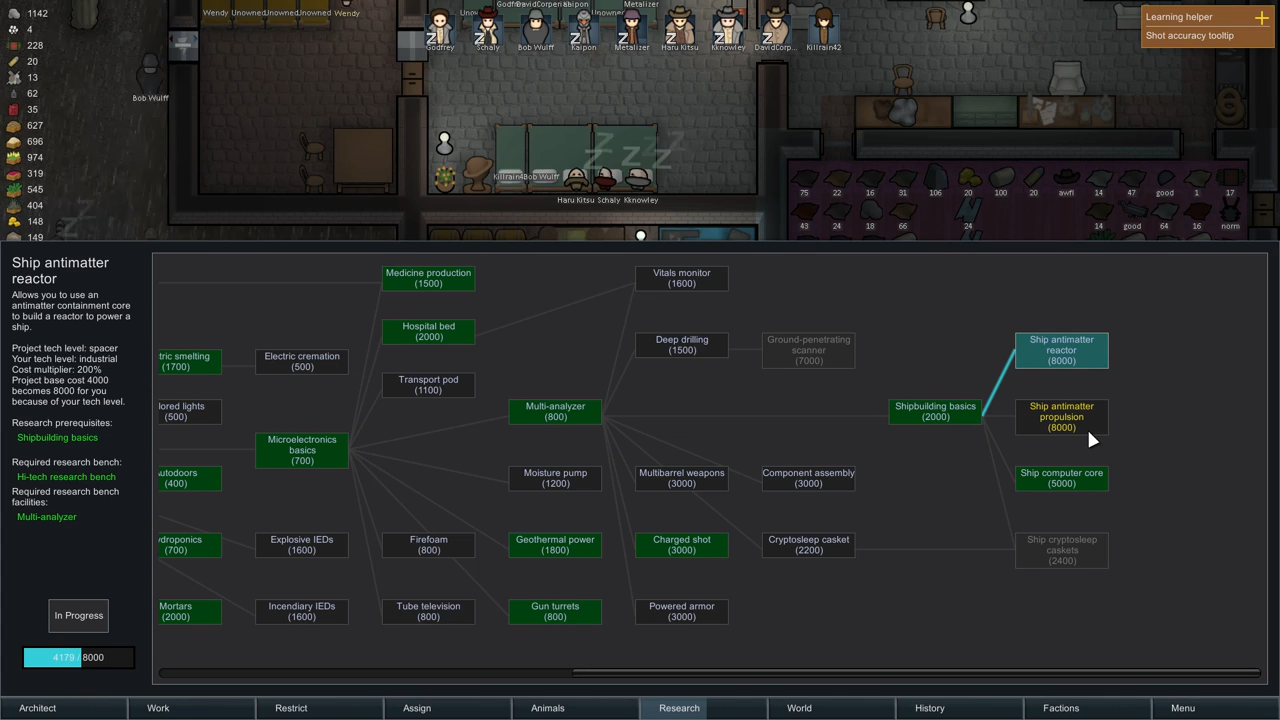 1142
4
228
20
13
62
35
627
696
974
319
545
404
148
149
Wendy
Wendy
Bob Wulff
Godfrey
Schaly
Bob Wulff
Kaipon
Metalizer
Haru Kitsu
Kknowley
DavidCorp...
Killrain42
Metalizer
Haru Kitsu Schaly Kknowley
Learning helper
Shot accuracy tooltip
75 22 16 31 106 20 100 20 awfi 14 47 good 1 17
43 24 18 66 24 14 good 64 16 norm
Ship antimatter
reactor
Allows you to use an
antimatter containment core
to build a reactor to power a
ship.
Project tech level: spacer
Your tech level: industrial
Cost multiplier: 200%
Project base cost 4000
becomes 8000 for you
because of your tech level.
Research prerequisites:
Shipbuilding basics
Required research bench:
Hi-tech research bench
Required research bench
facilities:
Multi-analyzer
In Progress
4179 / 8000
tric smelting
(1700)
lored lights
(500)
utodoors
(400)
ydroponics
(700)
Mortars
(2000)
Electric cremation
(500)
Microelectronics
basics
(700)
Explosive IEDs
(1600)
Incendiary IEDs
(1600)
Medicine production
(1500)
Hospital bed
(2000)
Transport pod
(1100)
Firefoam
(800)
Tube television
(800)
Multi-analyzer
(800)
Moisture pump
(1200)
Geothermal power
(1800)
Gun turrets
(800)
Vitals monitor
(1600)
Deep drilling
(1500)
Multibarrel weapons
(3000)
Charged shot
(3000)
Powered armor
(3000)
Ground-penetrating
scanner
(7000)
Component assembly
(3000)
Cryptosleep casket
(2200)
Shipbuilding basics
(2000)
Ship antimatter
reactor
(8000)
Ship antimatter
propulsion
(8000)
Ship computer core
(5000)
Ship cryptosleep
caskets
(2400)
Architect
Work
Restrict
Assign
Animals
Research
World
History
Factions
Menu